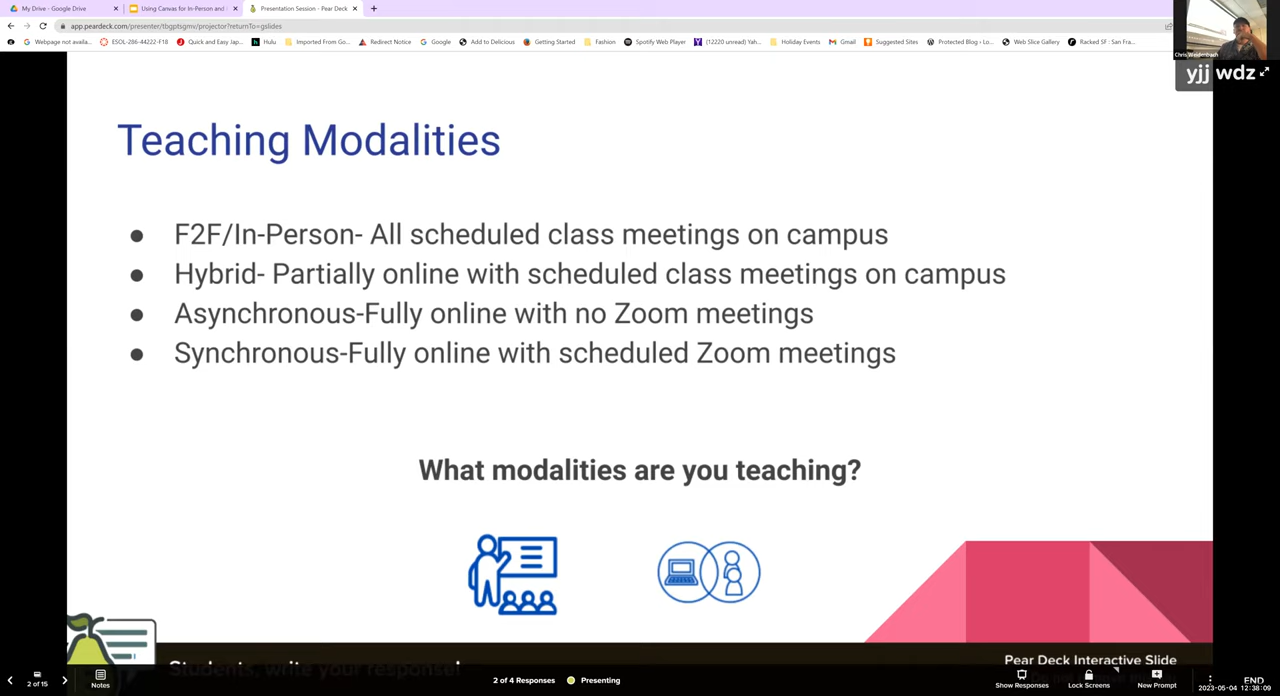 My Drive - Google Drive
Using Canvas for In-Person and
Presentation Session - Pear Deck
app.peardeck.com/presenter/tbgptsgmv/projector?returnTo=gslides
Webpage not availa... ESOL-286-44222-F18 Quick and Easy Jap... Hulu Imported From Go... Redirect Notice Google Add to Delicious Getting Started Fashion Spotify Web Player (12220 unread) Yah... Holiday Events Gmail Suggested Sites Protected Blog ‹ Lo... Web Slice Gallery Racked SF : San Fra...
yjj wdz
Teaching Modalities
● F2F/In-Person- All scheduled class meetings on campus
● Hybrid- Partially online with scheduled class meetings on campus
● Asynchronous-Fully online with no Zoom meetings
● Synchronous-Fully online with scheduled Zoom meetings
What modalities are you teaching?
Students, write your response!
Pear Deck Interactive Slide
2 of 15
Notes
2 of 4 Responses
Presenting
Show Responses
Lock Screens
New Prompt
END
2023-05-04 12:38:09